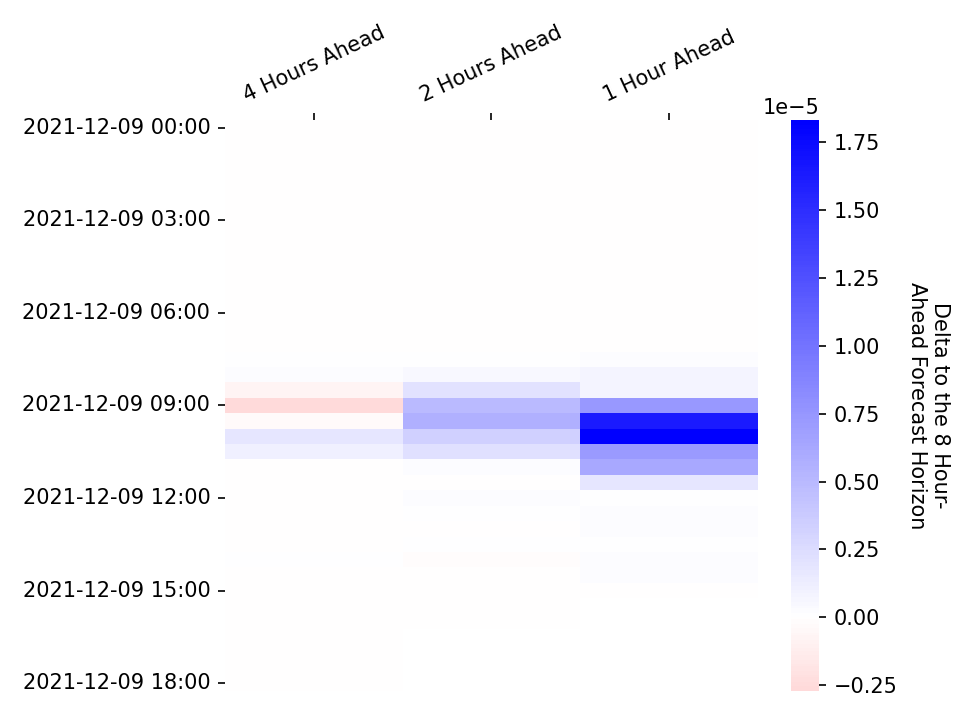 4 Hours Ahead
2 Hours Ahead
1 Hour Ahead
1e−5
2021-12-09 00:00
2021-12-09 03:00
2021-12-09 06:00
2021-12-09 09:00
2021-12-09 12:00
2021-12-09 15:00
2021-12-09 18:00
1.75
1.50
1.25
1.00
0.75
0.50
0.25
0.00
−0.25
Delta to the 8 Hour-
Ahead Forecast Horizon